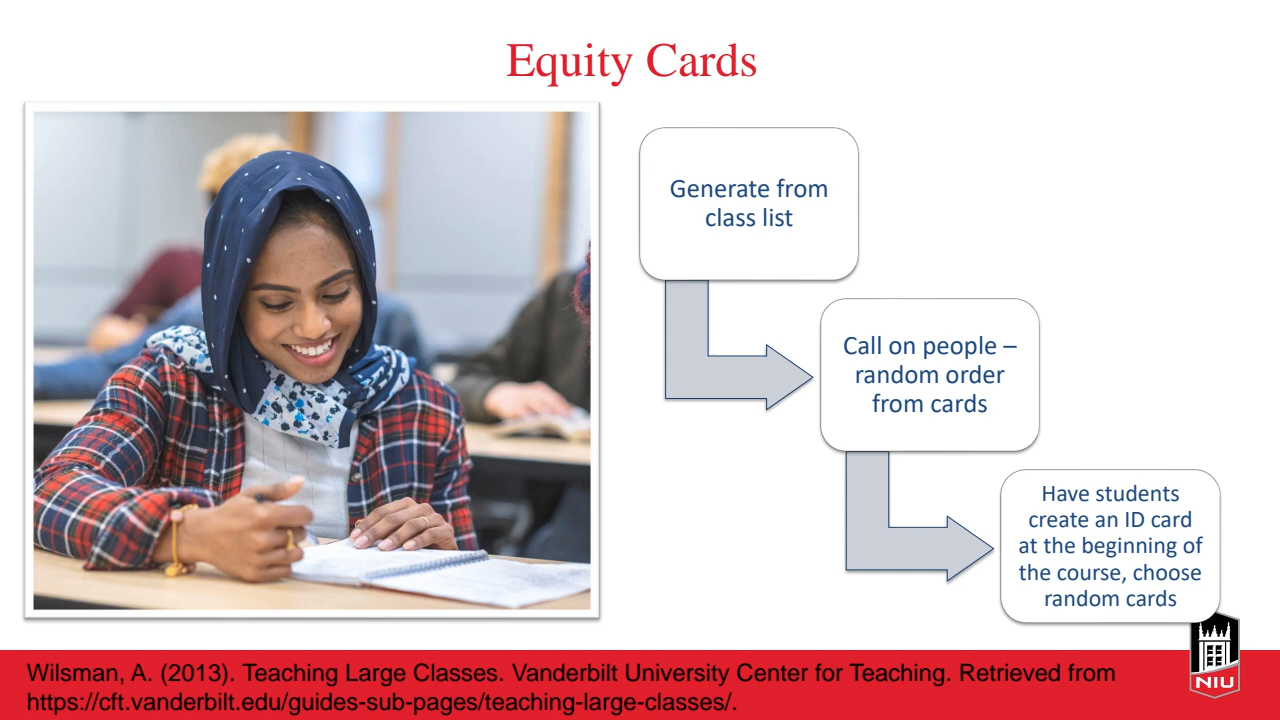 Equity Cards
Generate from
class list
Call on people –
random order
from cards
Have students
create an ID card
at the beginning of
the course, choose
random cards
NIU
Wilsman, A. (2013). Teaching Large Classes. Vanderbilt University Center for Teaching. Retrieved from
https://cft.vanderbilt.edu/guides-sub-pages/teaching-large-classes/.